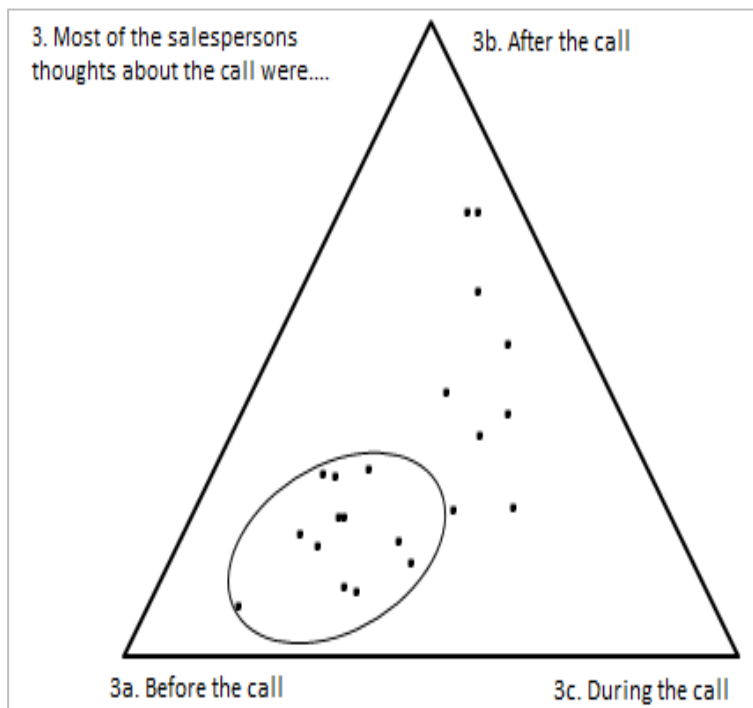 3. Most of the salespersons
thoughts about the call were....
3b. After the call
3a. Before the call
3c. During the call